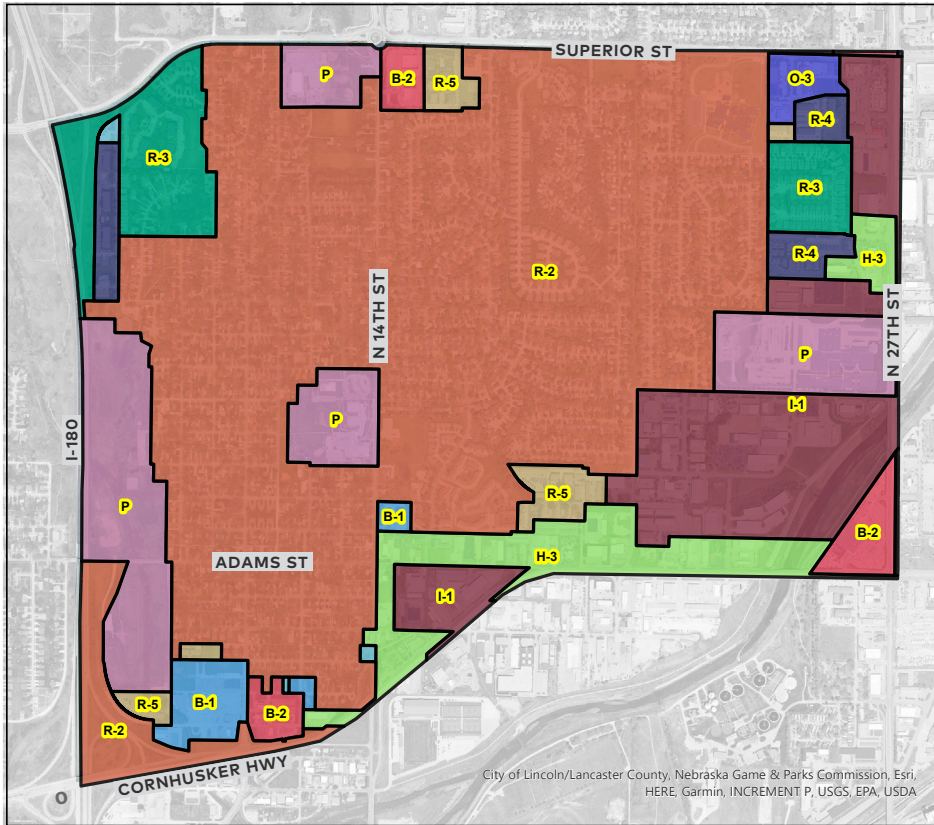 SUPERIOR ST
P
B-2
R-5
O-3
R-4
R-3
R-3
R-4
H-3
R-2
N 14TH ST
N 27TH ST
P
I-1
P
I-180
R-5
P
B-1
B-2
ADAMS ST
H-3
I-1
R-5
B-1
B-2
R-2
CORNHUSKER HWY
O
City of Lincoln/Lancaster County, Nebraska Game & Parks Commission, Esri,
HERE, Garmin, INCREMENT P, USGS, EPA, USDA